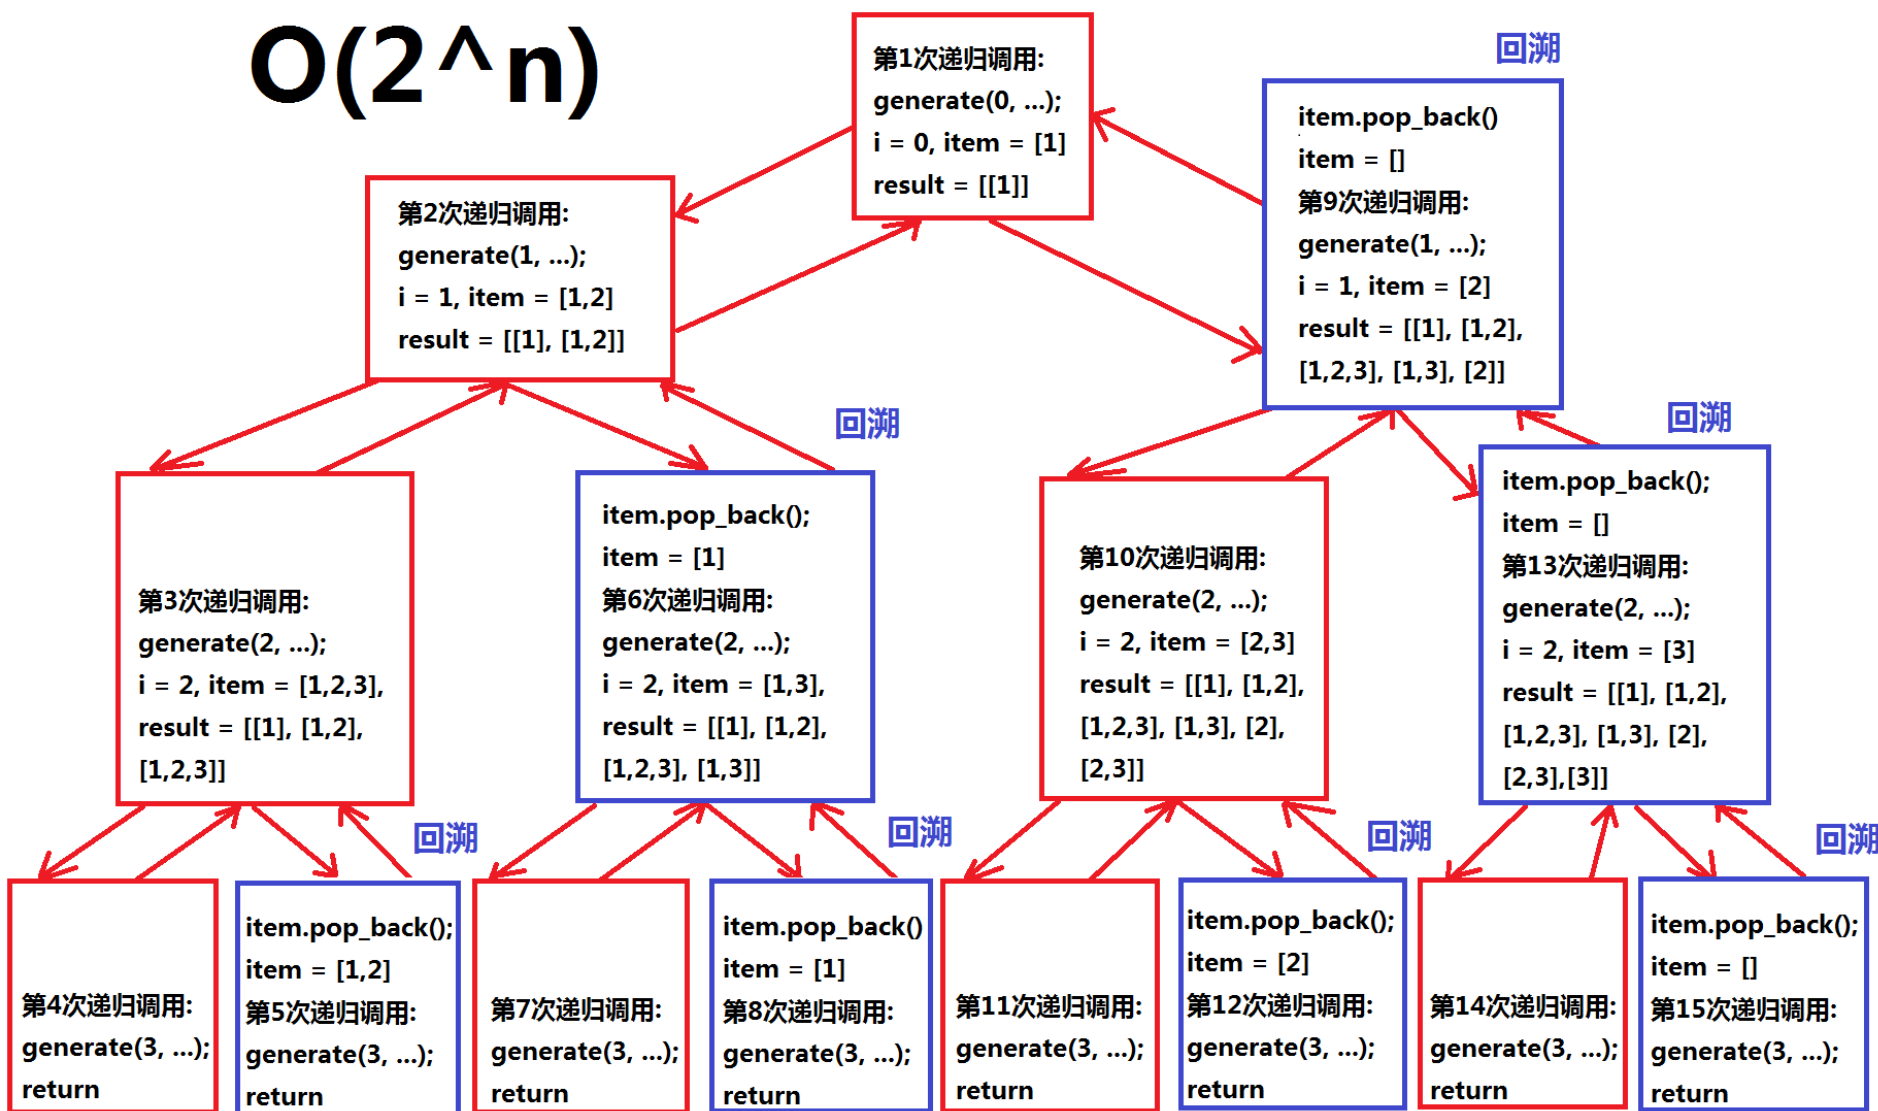 O(2^n)
第1次递归调用:
generate(0, ...);
i = 0, item = [1]
result = [[1]]
回溯
item.pop_back()
item = []
第9次递归调用:
generate(1, ...);
i = 1, item = [2]
result = [[1], [1,2],
[1,2,3], [1,3], [2]]
第2次递归调用:
generate(1, ...);
i = 1, item = [1,2]
result = [[1], [1,2]]
第3次递归调用:
generate(2, ...);
i = 2, item = [1,2,3],
result = [[1], [1,2],
[1,2,3]]
回溯
item.pop_back();
item = [1]
第6次递归调用:
generate(2, ...);
i = 2, item = [1,3],
result = [[1], [1,2],
[1,2,3], [1,3]]
第10次递归调用:
generate(2, ...);
i = 2, item = [2,3]
result = [[1], [1,2],
[1,2,3], [1,3], [2],
[2,3]]
回溯
item.pop_back();
item = []
第13次递归调用:
generate(2, ...);
i = 2, item = [3]
result = [[1], [1,2],
[1,2,3], [1,3], [2],
[2,3],[3]]
第4次递归调用:
generate(3, ...);
return
回溯
item.pop_back();
item = [1,2]
第5次递归调用:
generate(3, ...);
return
第7次递归调用:
generate(3, ...);
return
回溯
item.pop_back()
item = [1]
第8次递归调用:
generate(3, ...);
return
第11次递归调用:
generate(3, ...);
return
回溯
item.pop_back();
item = [2]
第12次递归调用:
generate(3, ...);
return
第14次递归调用:
generate(3, ...);
return
回溯
item.pop_back();
item = []
第15次递归调用:
generate(3, ...);
return